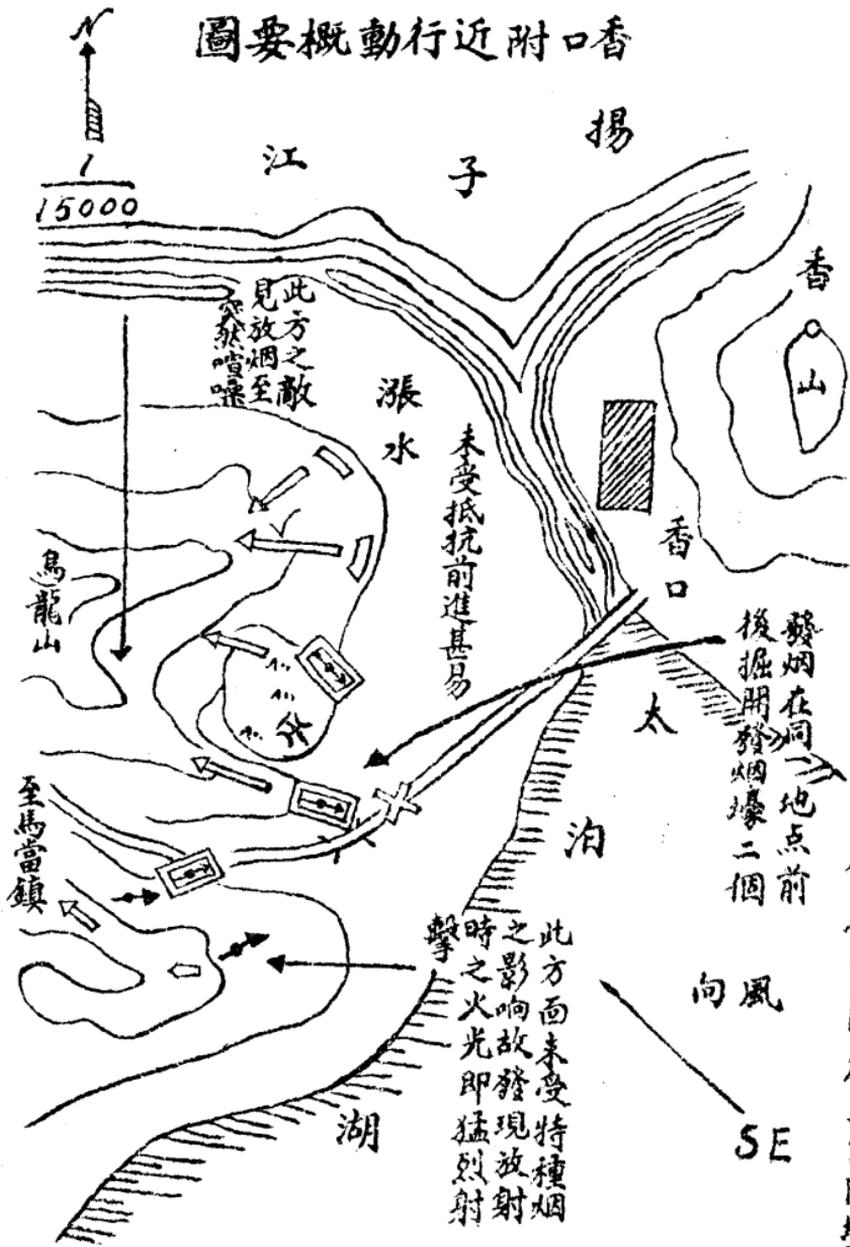 香口附近行動概要圖
N
1
15000
揚子江
香山
此方之敵
見放烟至
突然喧噪
漲水
未受抵抗前進甚易
香口
烏龍山
發烟在同一地点前
後掘開發烟壕二個
太泊湖
至馬當鎮
此方面未受特種烟
之影响故發現放射
時之火光即猛烈射
擊
風向
SE